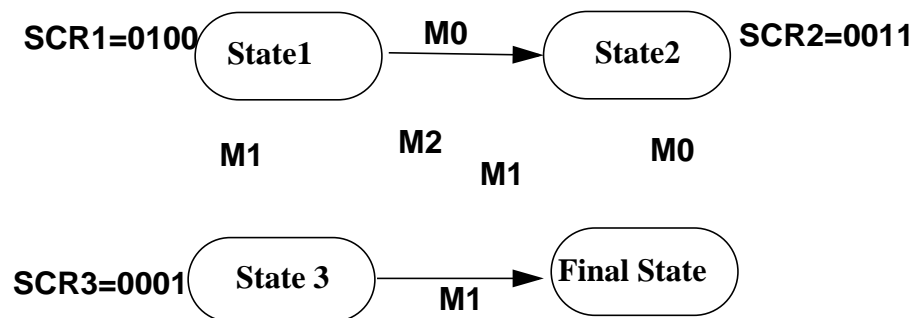 SCR1=0100 State1 M0 State2 SCR2=0011
M1 M2 M1 M0
SCR3=0001 State 3 M1 Final State